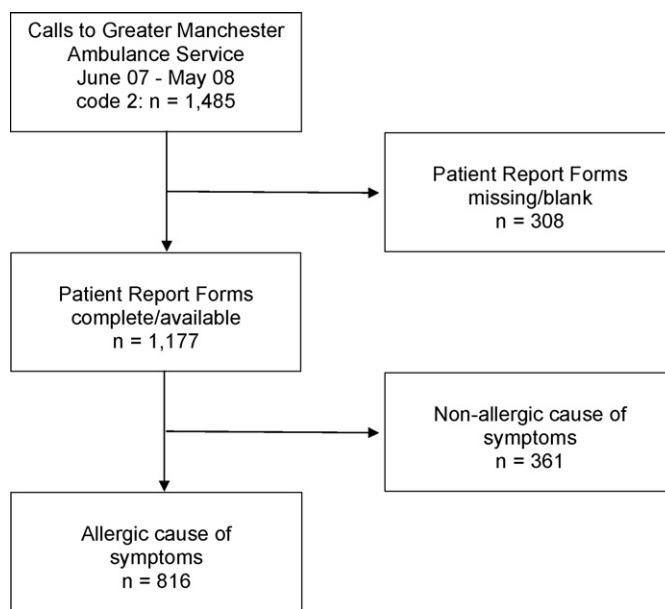 Calls to Greater Manchester
Ambulance Service
June 07 - May 08
code 2: n = 1,485
Patient Report Forms
missing/blank
n = 308
Patient Report Forms
complete/available
n = 1,177
Non-allergic cause of
symptoms
n = 361
Allergic cause of
symptoms
n = 816